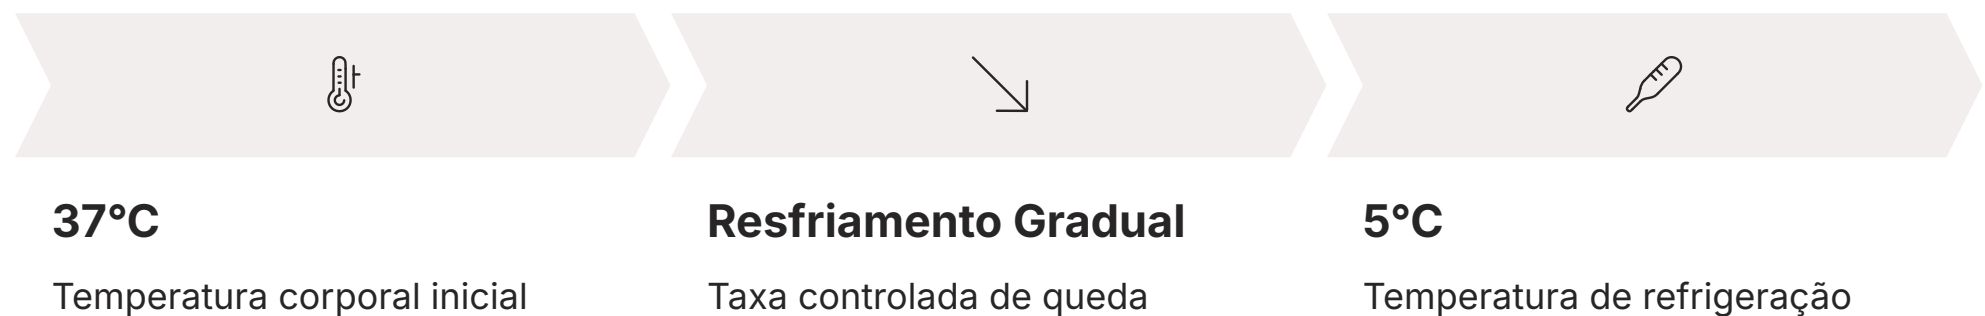 37°C
Temperatura corporal inicial
Resfriamento Gradual
Taxa controlada de queda
5°C
Temperatura de refrigeração